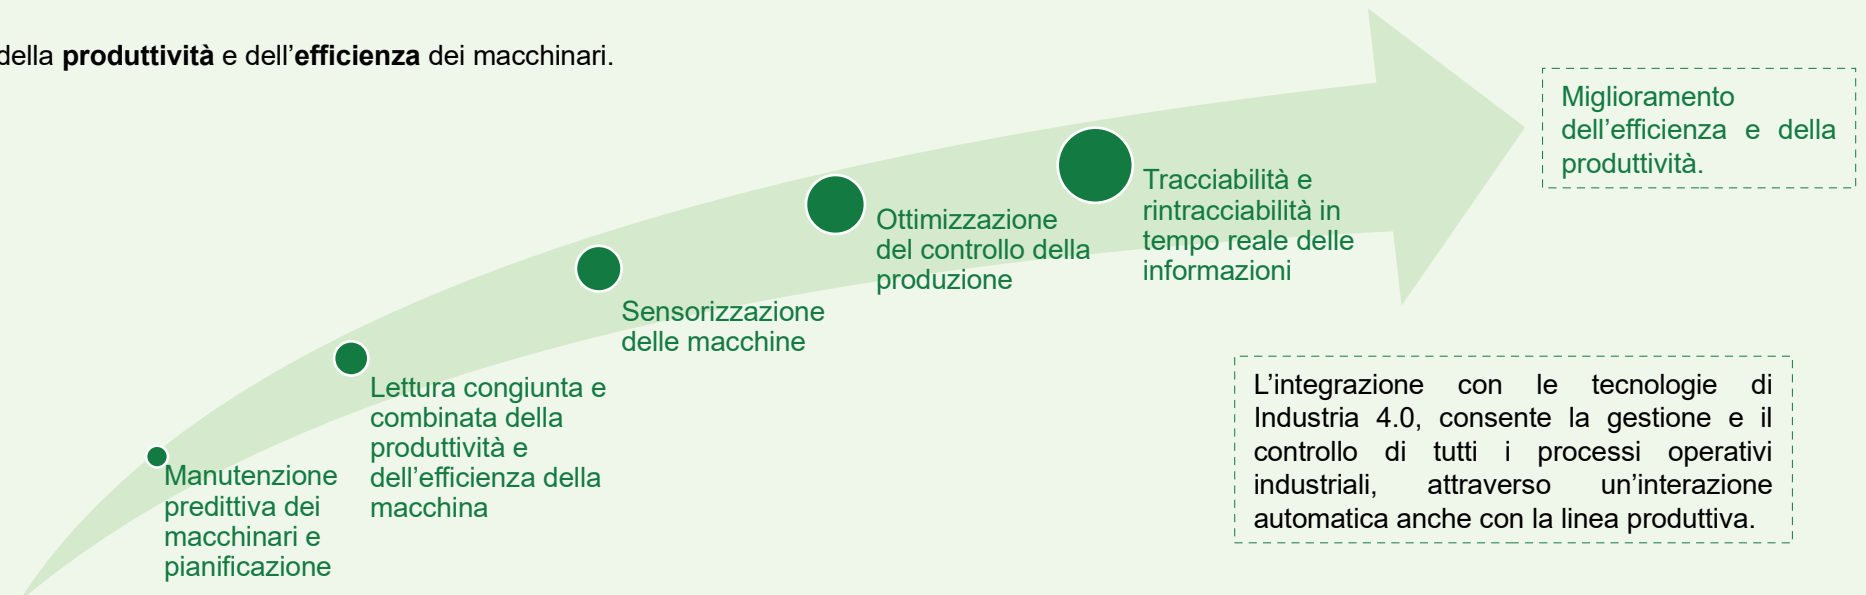 della produttività e dell’efficienza dei macchinari.
Miglioramento
dell’efficienza e della
produttività.
Tracciabilità e
rintracciabilità in
tempo reale delle
informazioni
Ottimizzazione
del controllo della
produzione
Sensorizzazione
delle macchine
Lettura congiunta e
combinata della
produttività e
dell’efficienza della
macchina
Manutenzione
predittiva dei
macchinari e
pianificazione
L’integrazione con le tecnologie di
Industria 4.0, consente la gestione e il
controllo di tutti i processi operativi
industriali, attraverso un’interazione
automatica anche con la linea produttiva.